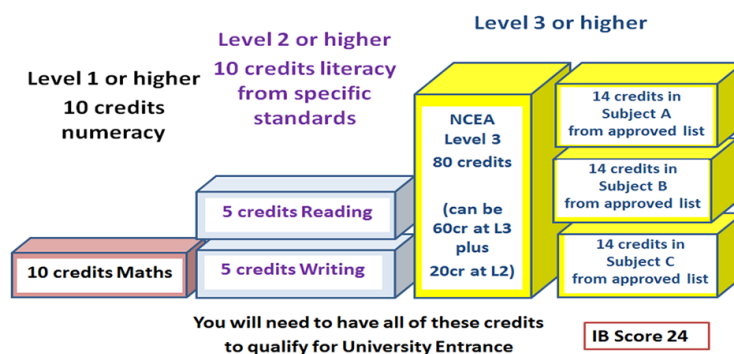 Level 1 or higher
10 credits
numeracy
Level 2 or higher
10 credits literacy
from specific
standards
Level 3 or higher
10 credits Maths
5 credits Reading
5 credits Writing
NCEA
Level 3
80 credits
(can be
60cr at L3
plus
20cr at L2)
14 credits in
Subject A
from approved list
14 credits in
Subject B
from approved list
14 credits in
Subject C
from approved list
You will need to have all of these credits
to qualify for University Entrance
IB Score 24